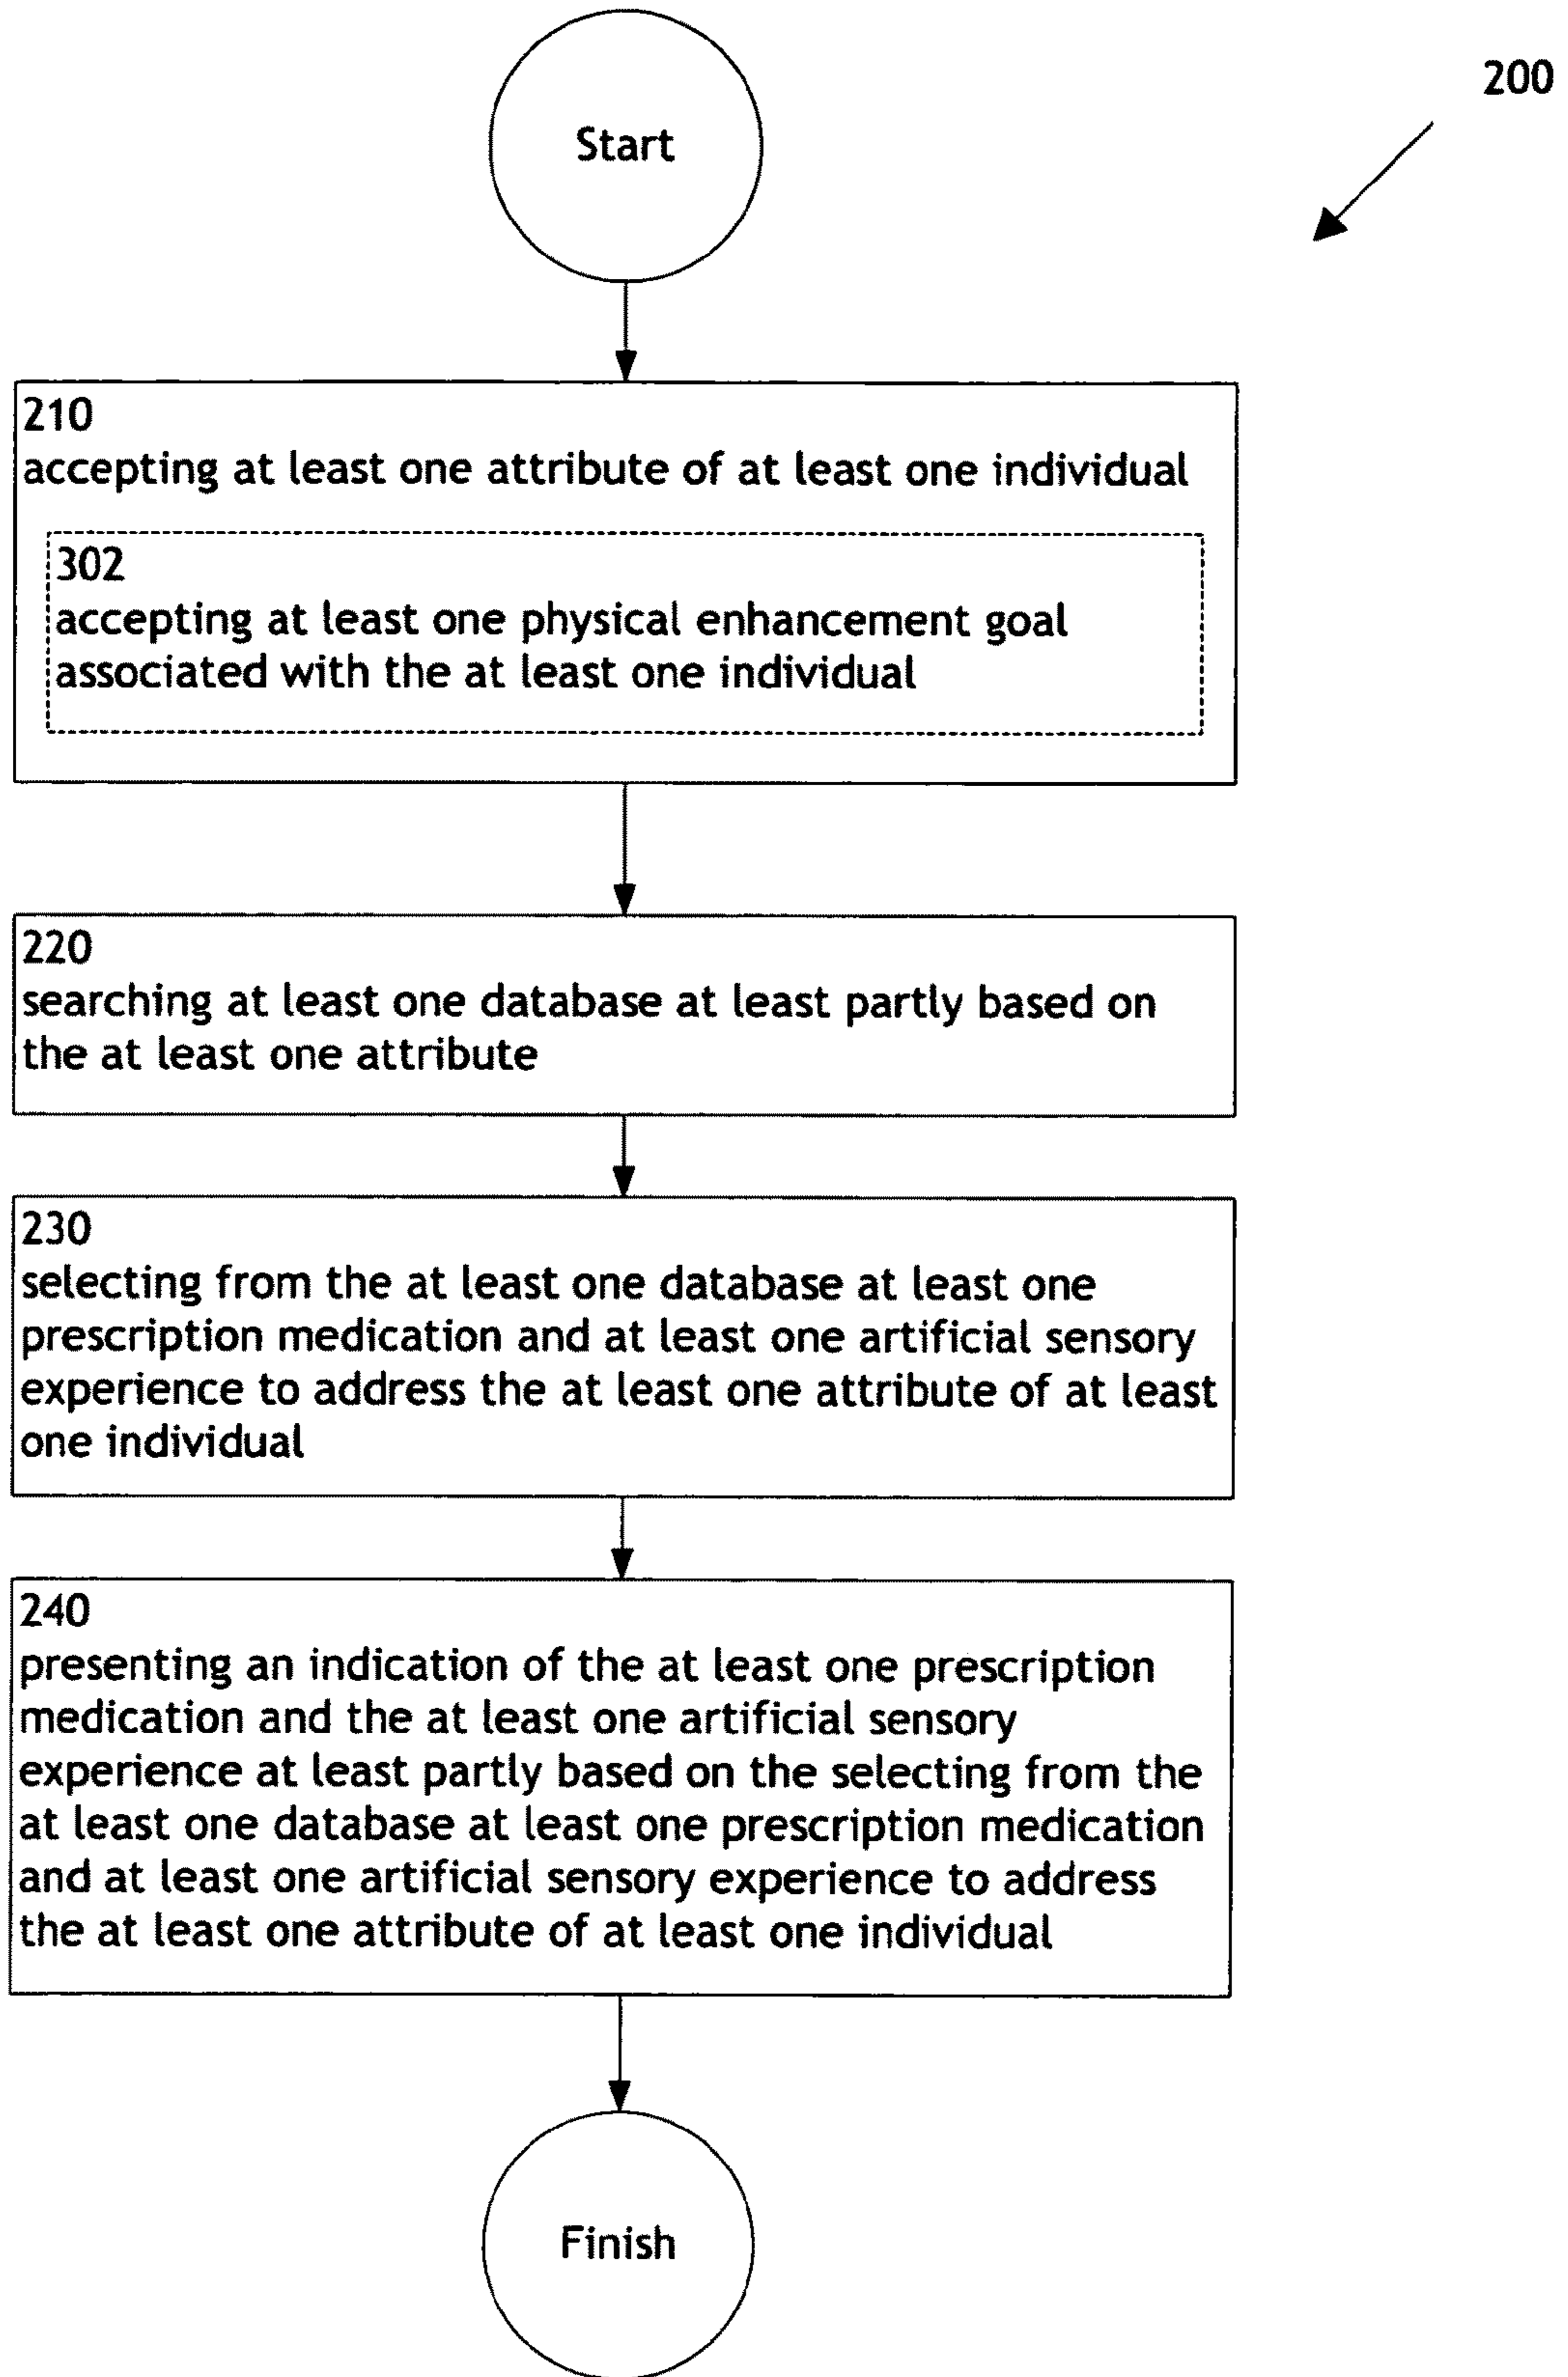 Start
200
210
accepting at least one attribute of at least one individual
302
accepting at least one physical enhancement goal
associated with the at least one individual
220
searching at least one database at least partly based on
the at least one attribute
230
selecting from the at least one database at least one
prescription medication and at least one artificial sensory
experience to address the at least one attribute of at least
one individual
240
presenting an indication of the at least one prescription
medication and the at least one artificial sensory
experience at least partly based on the selecting from the
at least one database at least one prescription medication
and at least one artificial sensory experience to address
the at least one attribute of at least one individual
Finish